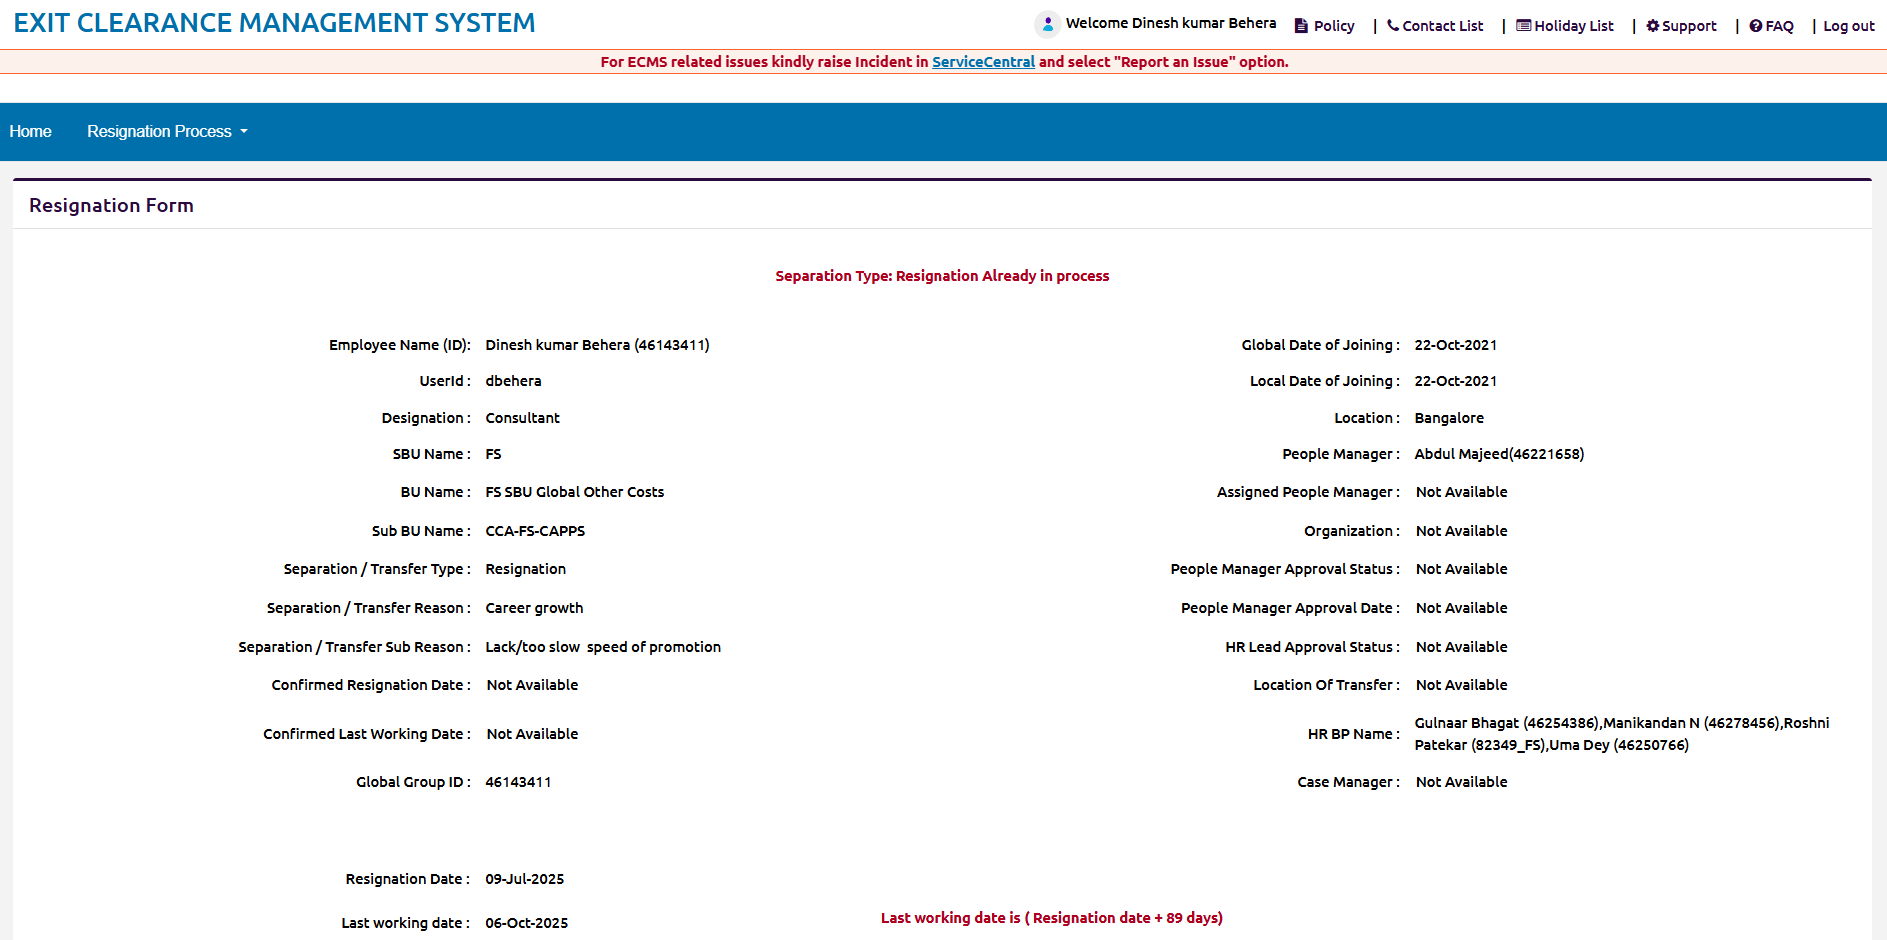 EXIT CLEARANCE MANAGEMENT SYSTEM
Welcome Dinesh kumar Behera Policy | Contact List | Holiday List | Support | FAQ | Log out
For ECMS related issues kindly raise Incident in ServiceCentral and select "Report an Issue" option.
Home Resignation Process
Resignation Form
Separation Type: Resignation Already in process
Employee Name (ID): Dinesh kumar Behera (46143411) Global Date of Joining : 22-Oct-2021
UserId : dbehera Local Date of Joining : 22-Oct-2021
Designation : Consultant Location : Bangalore
SBU Name : FS People Manager : Abdul Majeed(46221658)
BU Name : FS SBU Global Other Costs Assigned People Manager : Not Available
Sub BU Name : CCA-FS-CAPPS Organization : Not Available
Separation / Transfer Type : Resignation People Manager Approval Status : Not Available
Separation / Transfer Reason : Career growth People Manager Approval Date : Not Available
Separation / Transfer Sub Reason : Lack/too slow speed of promotion HR Lead Approval Status : Not Available
Confirmed Resignation Date : Not Available Location Of Transfer : Not Available
Confirmed Last Working Date : Not Available HR BP Name : Gulnaar Bhagat (46254386),Manikandan N (46278456),Roshni
Patekar (82349_FS),Uma Dey (46250766)
Global Group ID : 46143411 Case Manager : Not Available
Resignation Date : 09-Jul-2025
Last working date : 06-Oct-2025 Last working date is ( Resignation date + 89 days)